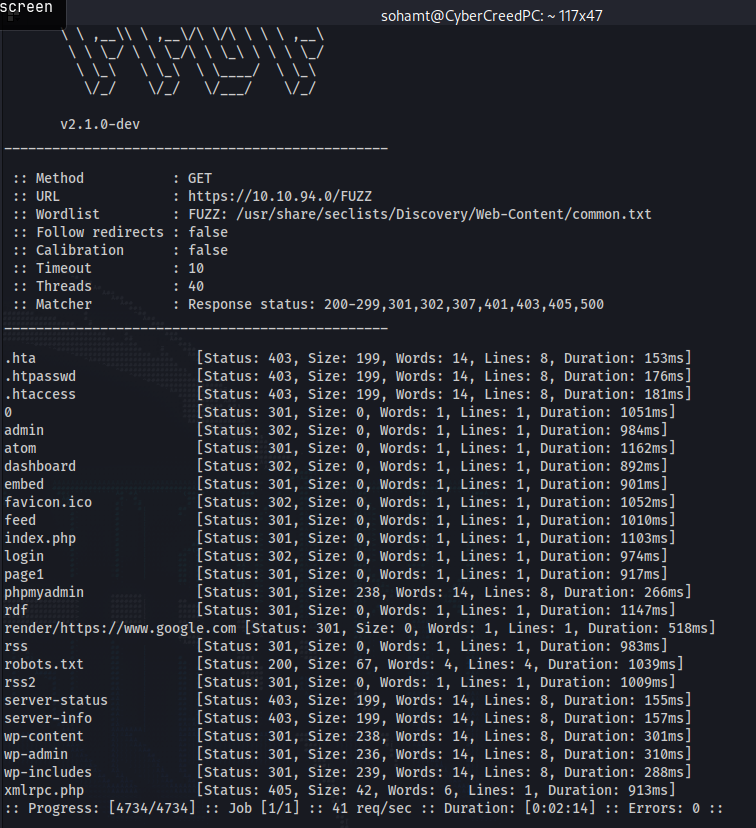 screen
sohamt@CyberCreedPC: ~ 117x47
\ \ ,__\\ \ ,__\/\ \/\ \ \ \ ,__\
\ \ \_/ \ \ \_/\ \ \_\ \ \ \ \_/
\ \_\   \ \_\  \ \____/  \ \_\
\/_/    \/_/   \/___/    \/_/
v2.1.0-dev
________________________________________________
:: Method           : GET
:: URL              : https://10.10.94.0/FUZZ
:: Wordlist         : FUZZ: /usr/share/seclists/Discovery/Web-Content/common.txt
:: Follow redirects : false
:: Calibration      : false
:: Timeout          : 10
:: Threads          : 40
:: Matcher          : Response status: 200-299,301,302,307,401,403,405,500
________________________________________________
.hta                    [Status: 403, Size: 199, Words: 14, Lines: 8, Duration: 153ms]
.htpasswd               [Status: 403, Size: 199, Words: 14, Lines: 8, Duration: 176ms]
.htaccess               [Status: 403, Size: 199, Words: 14, Lines: 8, Duration: 181ms]
0                       [Status: 301, Size: 0, Words: 1, Lines: 1, Duration: 1051ms]
admin                   [Status: 302, Size: 0, Words: 1, Lines: 1, Duration: 984ms]
atom                    [Status: 301, Size: 0, Words: 1, Lines: 1, Duration: 1162ms]
dashboard               [Status: 302, Size: 0, Words: 1, Lines: 1, Duration: 892ms]
embed                   [Status: 301, Size: 0, Words: 1, Lines: 1, Duration: 901ms]
favicon.ico             [Status: 302, Size: 0, Words: 1, Lines: 1, Duration: 1052ms]
feed                    [Status: 301, Size: 0, Words: 1, Lines: 1, Duration: 1010ms]
index.php               [Status: 301, Size: 0, Words: 1, Lines: 1, Duration: 1103ms]
login                   [Status: 302, Size: 0, Words: 1, Lines: 1, Duration: 974ms]
page1                   [Status: 301, Size: 0, Words: 1, Lines: 1, Duration: 917ms]
phpmyadmin              [Status: 301, Size: 238, Words: 14, Lines: 8, Duration: 266ms]
rdf                     [Status: 301, Size: 0, Words: 1, Lines: 1, Duration: 1147ms]
render/https://www.google.com [Status: 301, Size: 0, Words: 1, Lines: 1, Duration: 518ms]
rss                     [Status: 301, Size: 0, Words: 1, Lines: 1, Duration: 983ms]
robots.txt              [Status: 200, Size: 67, Words: 4, Lines: 4, Duration: 1039ms]
rss2                    [Status: 301, Size: 0, Words: 1, Lines: 1, Duration: 1009ms]
server-status           [Status: 403, Size: 199, Words: 14, Lines: 8, Duration: 155ms]
server-info             [Status: 403, Size: 199, Words: 14, Lines: 8, Duration: 157ms]
wp-content              [Status: 301, Size: 238, Words: 14, Lines: 8, Duration: 301ms]
wp-admin                [Status: 301, Size: 236, Words: 14, Lines: 8, Duration: 310ms]
wp-includes             [Status: 301, Size: 239, Words: 14, Lines: 8, Duration: 288ms]
xmlrpc.php              [Status: 405, Size: 42, Words: 6, Lines: 1, Duration: 913ms]
:: Progress: [4734/4734] :: Job [1/1] :: 41 req/sec :: Duration: [0:02:14] :: Errors: 0 ::